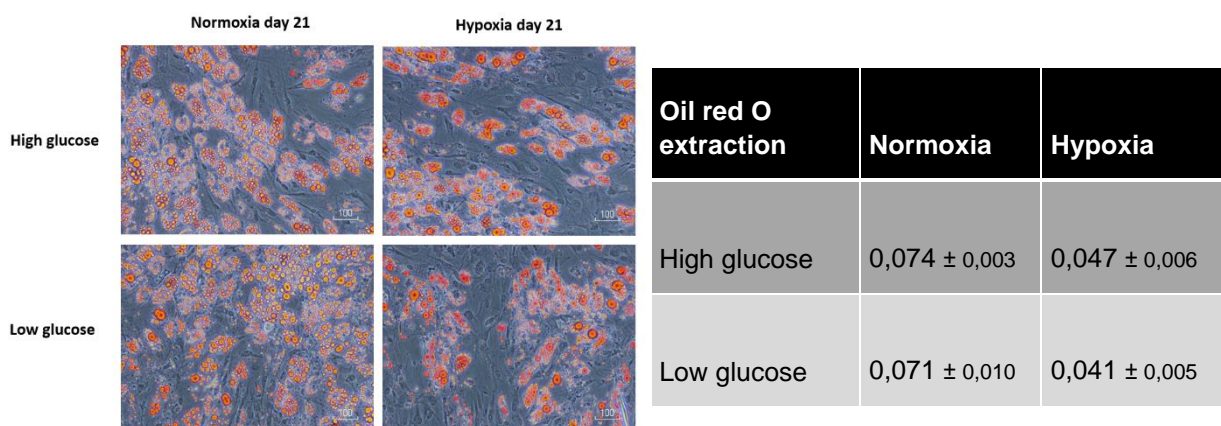 Normoxia day 21
Hypoxia day 21
High glucose
100
100
Low glucose
100
100
Oil red O
extraction
Normoxia
Hypoxia
High glucose
0,074 ± 0,003
0,047 ± 0,006
Low glucose
0,071 ± 0,010
0,041 ± 0,005